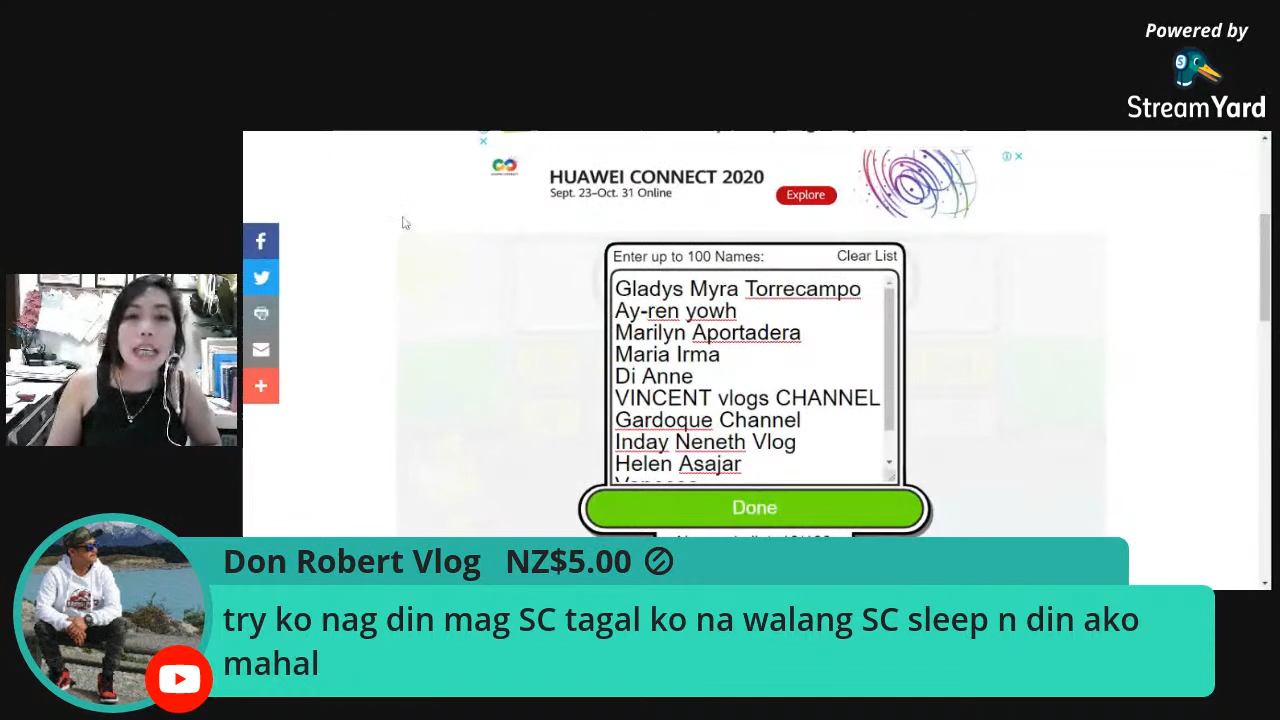 Powered by
StreamYard
HUAWEI CONNECT 2020
Sept. 23–Oct. 31 Online
Explore
Enter up to 100 Names:
Clear List
Gladys Myra Torrecampo
Ay-ren yowh
Marilyn Aportadera
Maria Irma
Di Anne
VINCENT vlogs CHANNEL
Gardoque Channel
Inday Neneth Vlog
Helen Asajar
Done
Don Robert Vlog NZ$5.00
try ko nag din mag SC tagal ko na walang SC sleep n din ako
mahal